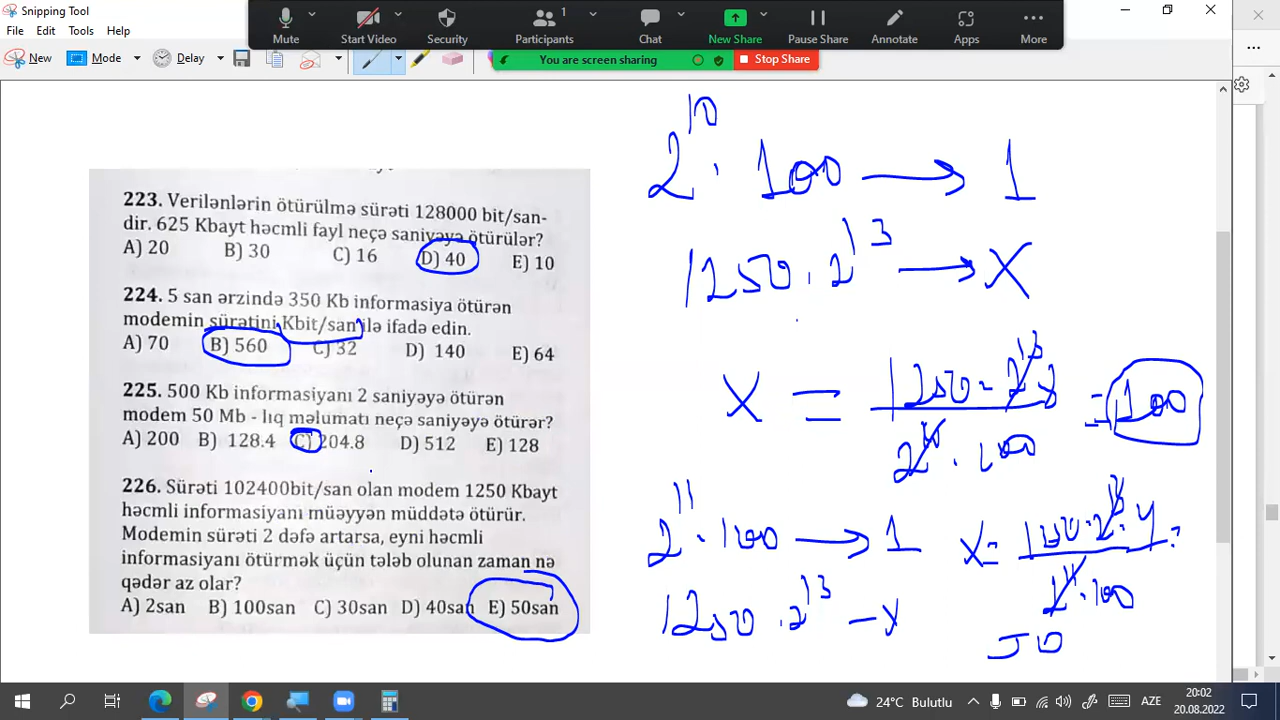 Snipping Tool
File Edit Tools Help
New Mode Delay
Mute Start Video Security Participants 1 Chat New Share Pause Share Annotate Apps More
You are screen sharing Stop Share
223. Verilənlərin ötürülmə sürəti 128000 bit/san-
dir. 625 Kbayt həcmli fayl neçə saniyəyə ötürülər?
A) 20 B) 30 C) 16 D) 40 E) 10
224. 5 san ərzində 350 Kb informasiya ötürən
modemin sürətini Kbit/san ilə ifadə edin.
A) 70 B) 560 C) 32 D) 140 E) 64
225. 500 Kb informasiyanı 2 saniyəyə ötürən
modem 50 Mb - lıq məlumatı neçə saniyəyə ötürər?
A) 200 B) 128.4 C) 204.8 D) 512 E) 128
226. Sürəti 102400bit/san olan modem 1250 Kbayt
həcmli informasiyanı müəyyən müddətə ötürür.
Modemin sürəti 2 dəfə artarsa, eyni həcmli
informasiyanı ötürmək üçün tələb olunan zaman nə
qədər az olar?
A) 2san B) 100san C) 30san D) 40san E) 50san
2^10 · 100 → 1
1250 · 2^13 → X
X = = 100
2^10 · 100
2^11 · 100 → 1
1250 · 2^13 – X
X =
2^11 · 100
50
24°C Bulutlu AZE 20:02
20.08.2022